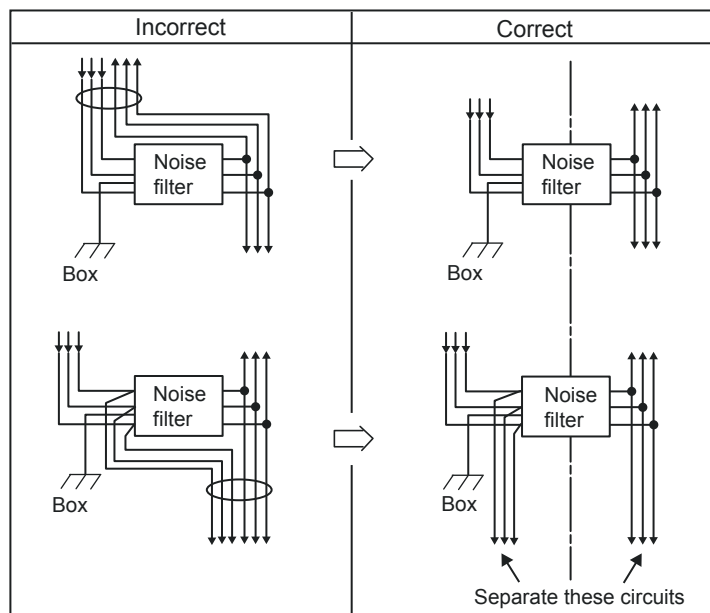 Incorrect
Correct
Noise
filter
Box
Noise
filter
Box
Noise
filter
Box
Noise
filter
Box
Separate these circuits